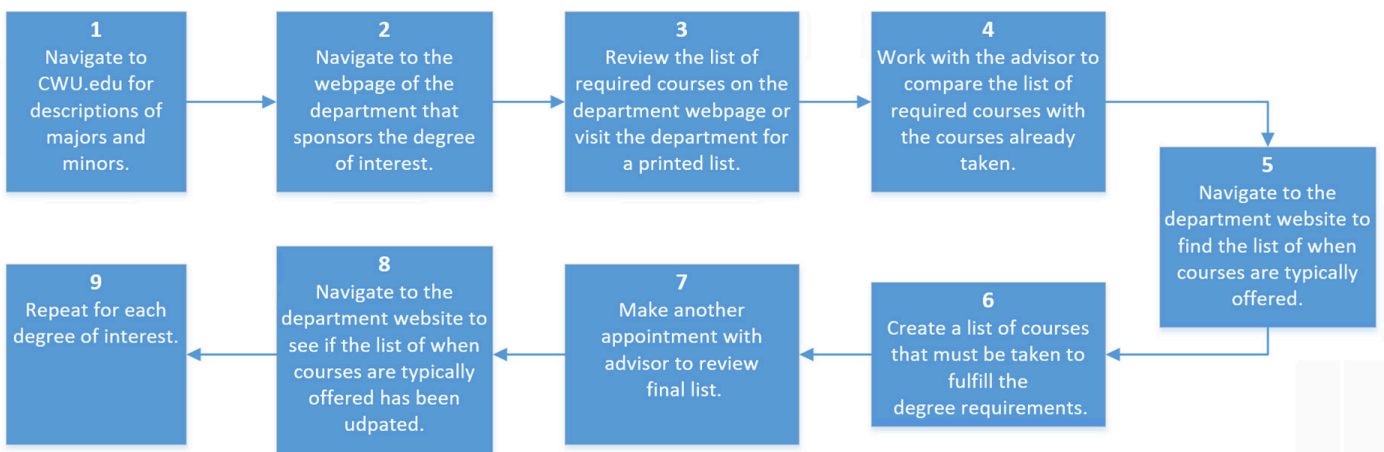 1
Navigate to
CWU.edu for
descriptions of
majors and
minors.
2
Navigate to the
webpage of the
department that
sponsors the degree
of interest.
3
Review the list of
required courses on the
department webpage or
visit the department for
a printed list.
4
Work with the advisor to
compare the list of
required courses with
the courses already
taken.
5
Navigate to the
department website to
find the list of when
courses are typically
offered.
6
Create a list of courses
that must be taken to
fulfill the
degree requirements.
7
Make another
appointment with
advisor to review
final list.
8
Navigate to the
department website to
see if the list of when
courses are typically
offered has been
udpated.
9
Repeat for each
degree of interest.